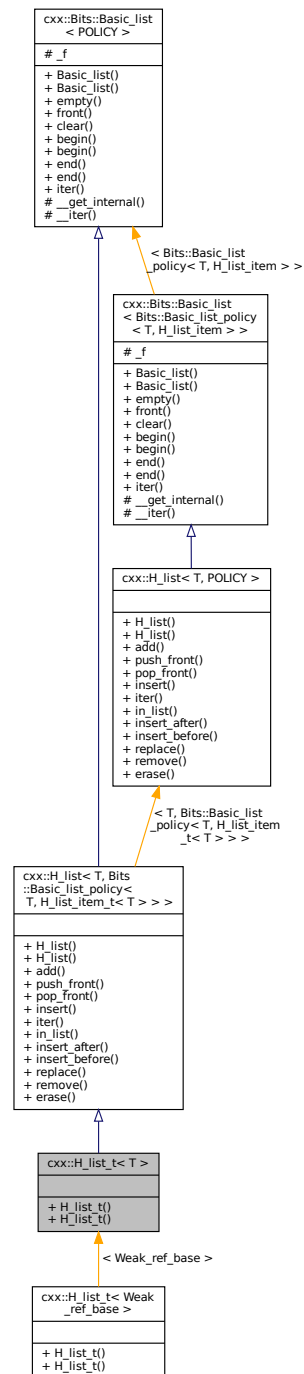 cxx::Bits::Basic_list
< POLICY >
# _f
+ Basic_list()
+ Basic_list()
+ empty()
+ front()
+ clear()
+ begin()
+ begin()
+ end()
+ end()
+ iter()
# __get_internal()
# __iter()
< Bits::Basic_list
_policy< T, H_list_item > >
cxx::Bits::Basic_list
< Bits::Basic_list_policy
< T, H_list_item > >
# _f
+ Basic_list()
+ Basic_list()
+ empty()
+ front()
+ clear()
+ begin()
+ begin()
+ end()
+ end()
+ iter()
# __get_internal()
# __iter()
cxx::H_list< T, POLICY >
+ H_list()
+ H_list()
+ add()
+ push_front()
+ pop_front()
+ insert()
+ iter()
+ in_list()
+ insert_after()
+ insert_before()
+ replace()
+ remove()
+ erase()
< T, Bits::Basic_list
_policy< T, H_list_item
_t< T > > >
cxx::H_list< T, Bits
::Basic_list_policy<
T, H_list_item_t< T > > >
+ H_list()
+ H_list()
+ add()
+ push_front()
+ pop_front()
+ insert()
+ iter()
+ in_list()
+ insert_after()
+ insert_before()
+ replace()
+ remove()
+ erase()
cxx::H_list_t< T >
+ H_list_t()
+ H_list_t()
< Weak_ref_base >
cxx::H_list_t< Weak
_ref_base >
+ H_list_t()
+ H_list_t()